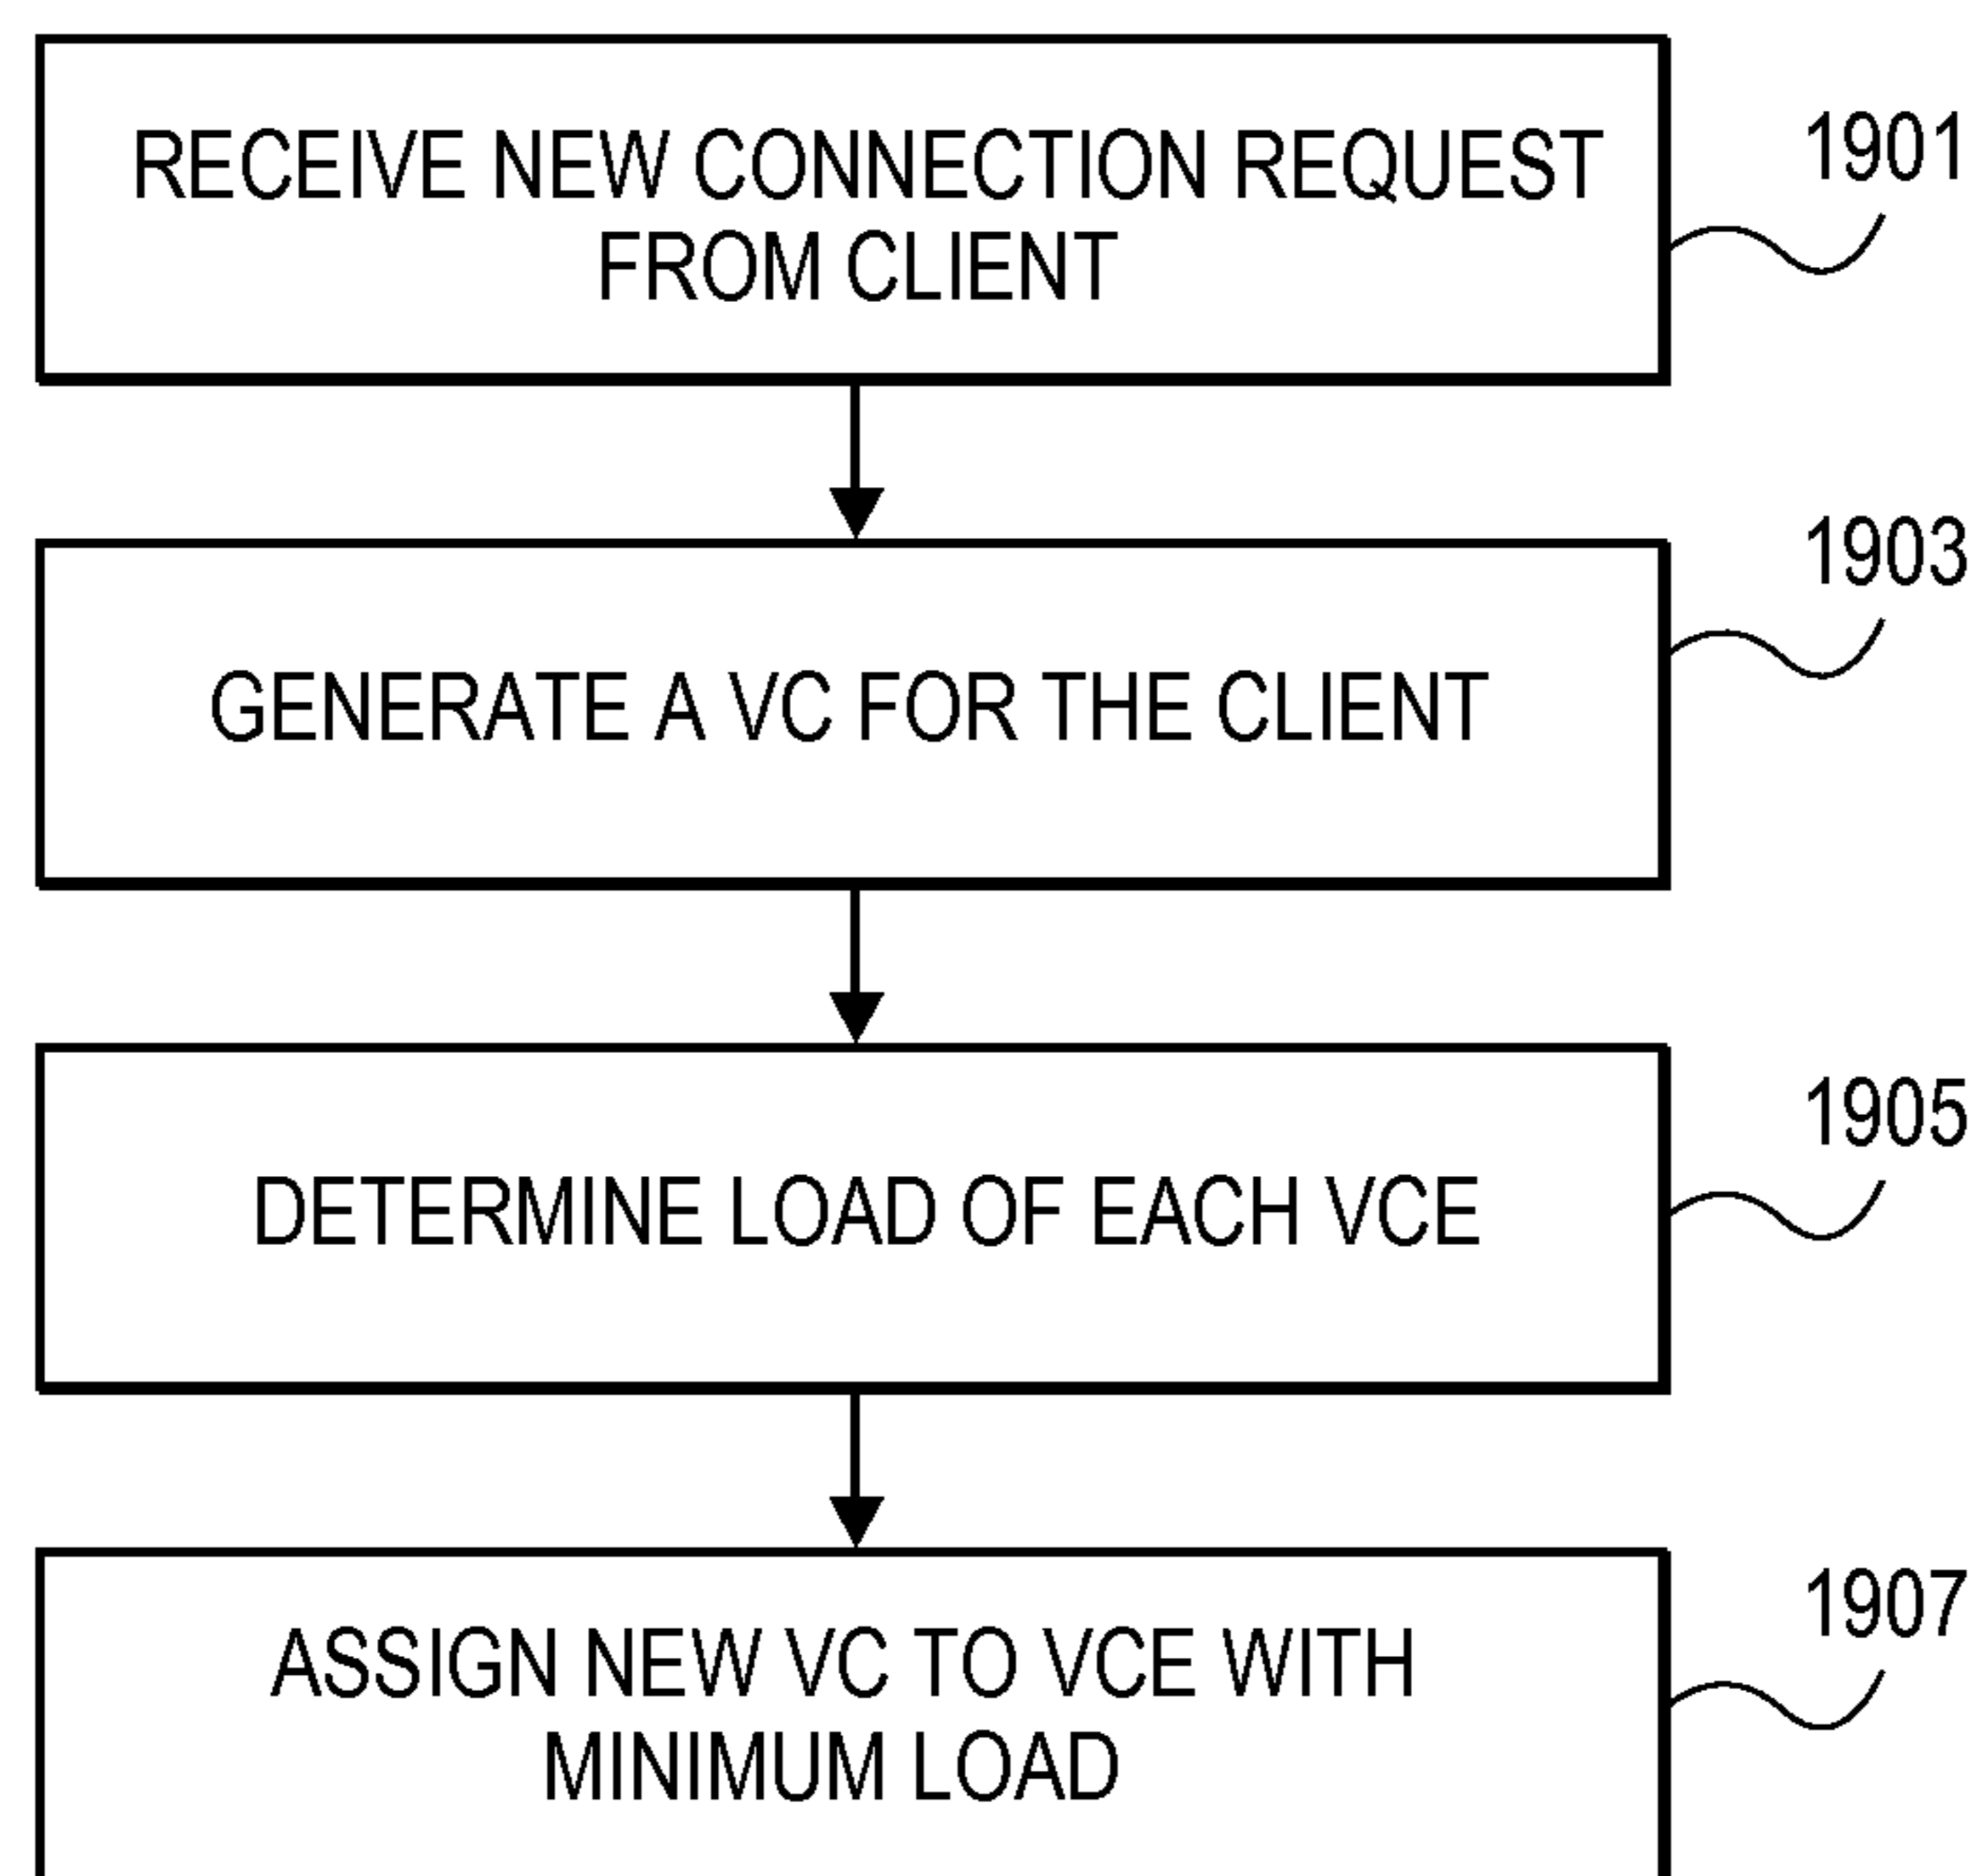 RECEIVE NEW CONNECTION REQUEST
FROM CLIENT
1901
GENERATE A VC FOR THE CLIENT
1903
DETERMINE LOAD OF EACH VCE
1905
ASSIGN NEW VC TO VCE WITH
MINIMUM LOAD
1907